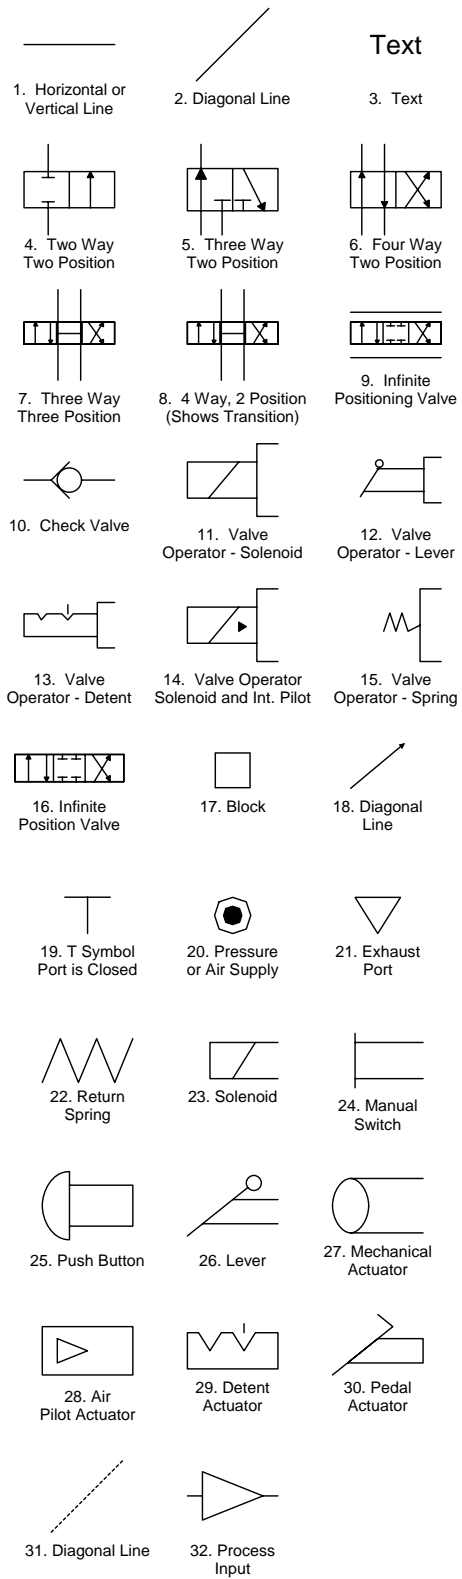 Text
1. Horizontal or
Vertical Line
2. Diagonal Line
3. Text
4. Two Way
Two Position
5. Three Way
Two Position
6. Four Way
Two Position
7. Three Way
Three Position
8. 4 Way, 2 Position
(Shows Transition)
9. Infinite
Positioning Valve
10. Check Valve
11. Valve
Operator - Solenoid
12. Valve
Operator - Lever
13. Valve
Operator - Detent
14. Valve Operator
Solenoid and Int. Pilot
15. Valve
Operator - Spring
16. Infinite
Position Valve
17. Block
18. Diagonal
Line
19. T Symbol
Port is Closed
20. Pressure
or Air Supply
21. Exhaust
Port
22. Return
Spring
23. Solenoid
24. Manual
Switch
25. Push Button
26. Lever
27. Mechanical
Actuator
28. Air
Pilot Actuator
29. Detent
Actuator
30. Pedal
Actuator
31. Diagonal Line
32. Process
Input